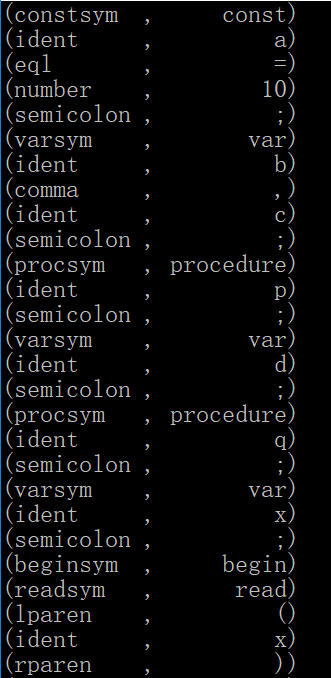 (constsym  ,      const)
(ident     ,          a)
(eql       ,          =)
(number    ,         10)
(semicolon ,          ;)
(varsym    ,        var)
(ident     ,          b)
(comma     ,          ,)
(ident     ,          c)
(semicolon ,          ;)
(procsym   ,  procedure)
(ident     ,          p)
(semicolon ,          ;)
(varsym    ,        var)
(ident     ,          d)
(semicolon ,          ;)
(procsym   ,  procedure)
(ident     ,          q)
(semicolon ,          ;)
(varsym    ,        var)
(ident     ,          x)
(semicolon ,          ;)
(beginsym  ,      begin)
(readsym   ,       read)
(lparen    ,          ()
(ident     ,          x)
(rparen    ,          ))